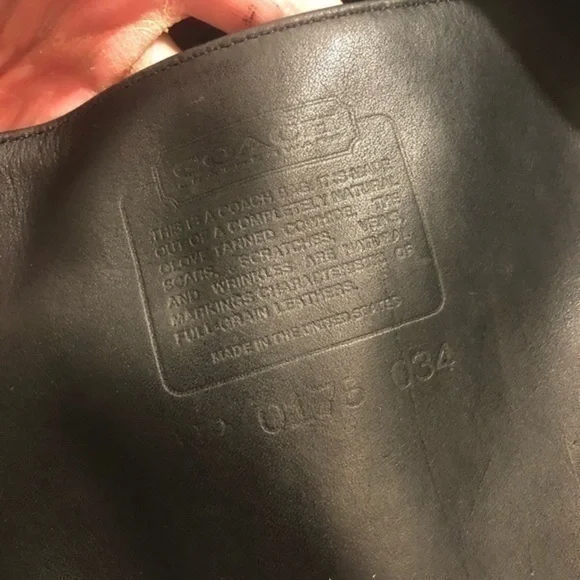 COACH
THIS IS A COACH BAG. IT IS MADE
OUT OF A COMPLETELY NATURAL
GLOVE TANNED COWHIDE. THE
SCARS, SCRATCHES, VEINS,
AND WRINKLES ARE NATURAL
MARKINGS CHARACTERISTIC OF
FULL-GRAIN LEATHERS.
MADE IN THE UNITED STATES
0175 034